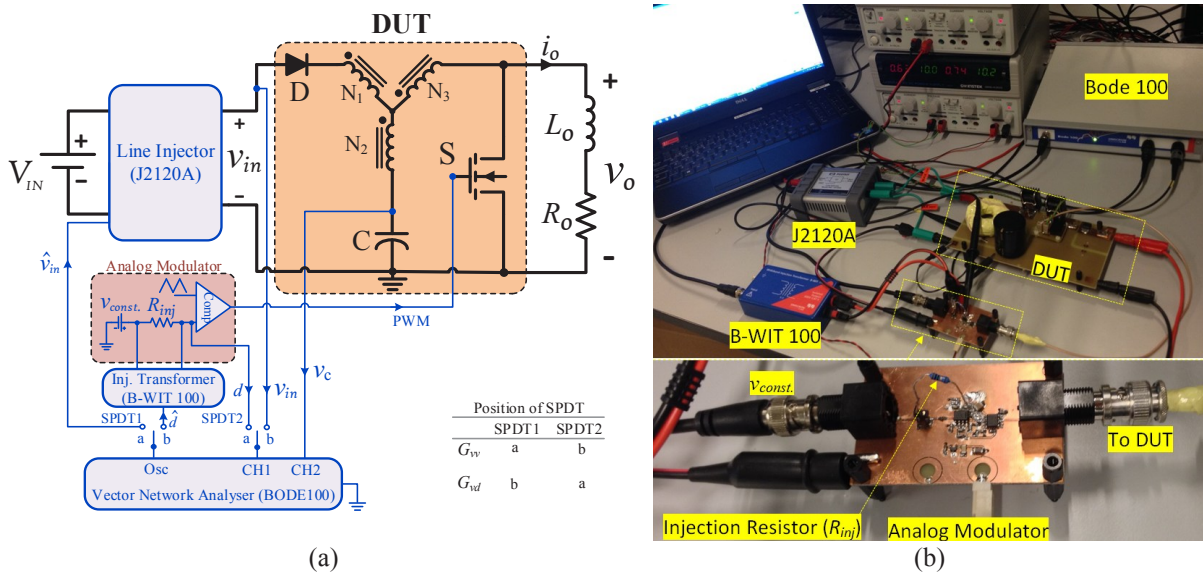 DUT
D
N₁
N₃
N₂
S
C
i_o
+
L_o
v_o
R_o
-
V_IN
+
-
Line Injector
(J2120A)
+
v_in
-
v̂_in
Analog Modulator
v_const.
R_inj
Comp
PWM
Inj. Transformer
(B-WIT 100)
d
v_in
v_c
SPDT1
d̂
SPDT2
a
b
a
b
Osc
CH1
CH2
Vector Network Analyser (BODE100)
Position of SPDT
SPDT1 SPDT2
G_vv a b
G_vd b a
(a)
Bode 100
J2120A
DUT
B-WIT 100
v_const.
To DUT
Injection Resistor (R_inj)
Analog Modulator
(b)